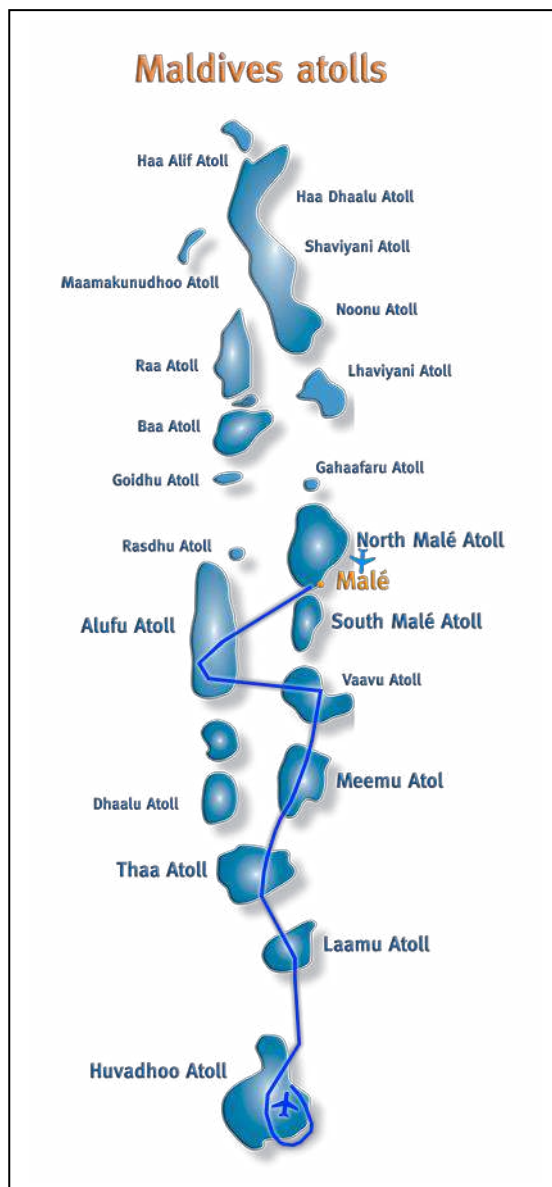 Maldives atolls
Haa Alif Atoll
Haa Dhaalu Atoll
Shaviyani Atoll
Maamakunudhoo Atoll
Noonu Atoll
Raa Atoll
Lhaviyani Atoll
Baa Atoll
Gahaafaru Atoll
Goidhu Atoll
North Malé Atoll
Rasdhu Atoll
Malé
Alufu Atoll
South Malé Atoll
Vaavu Atoll
Meemu Atol
Dhaalu Atoll
Thaa Atoll
Laamu Atoll
Huvadhoo Atoll